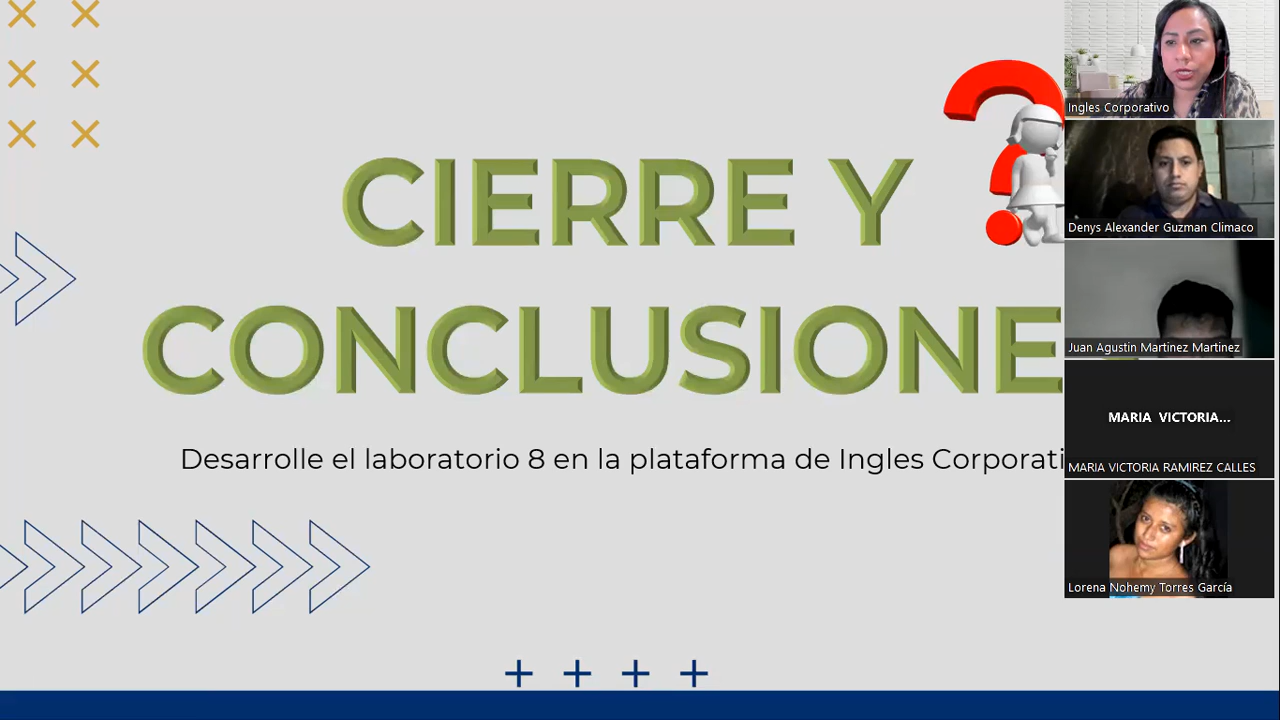 CIERRE Y
CONCLUSIONE
Desarrolle el laboratorio 8 en la plataforma de Ingles Corporati
Ingles Corporativo
Denys Alexander Guzman Climaco
Juan Agustin Martinez Martinez
MARIA VICTORIA...
MARIA VICTORIA RAMIREZ CALLES
Lorena Nohemy Torres García